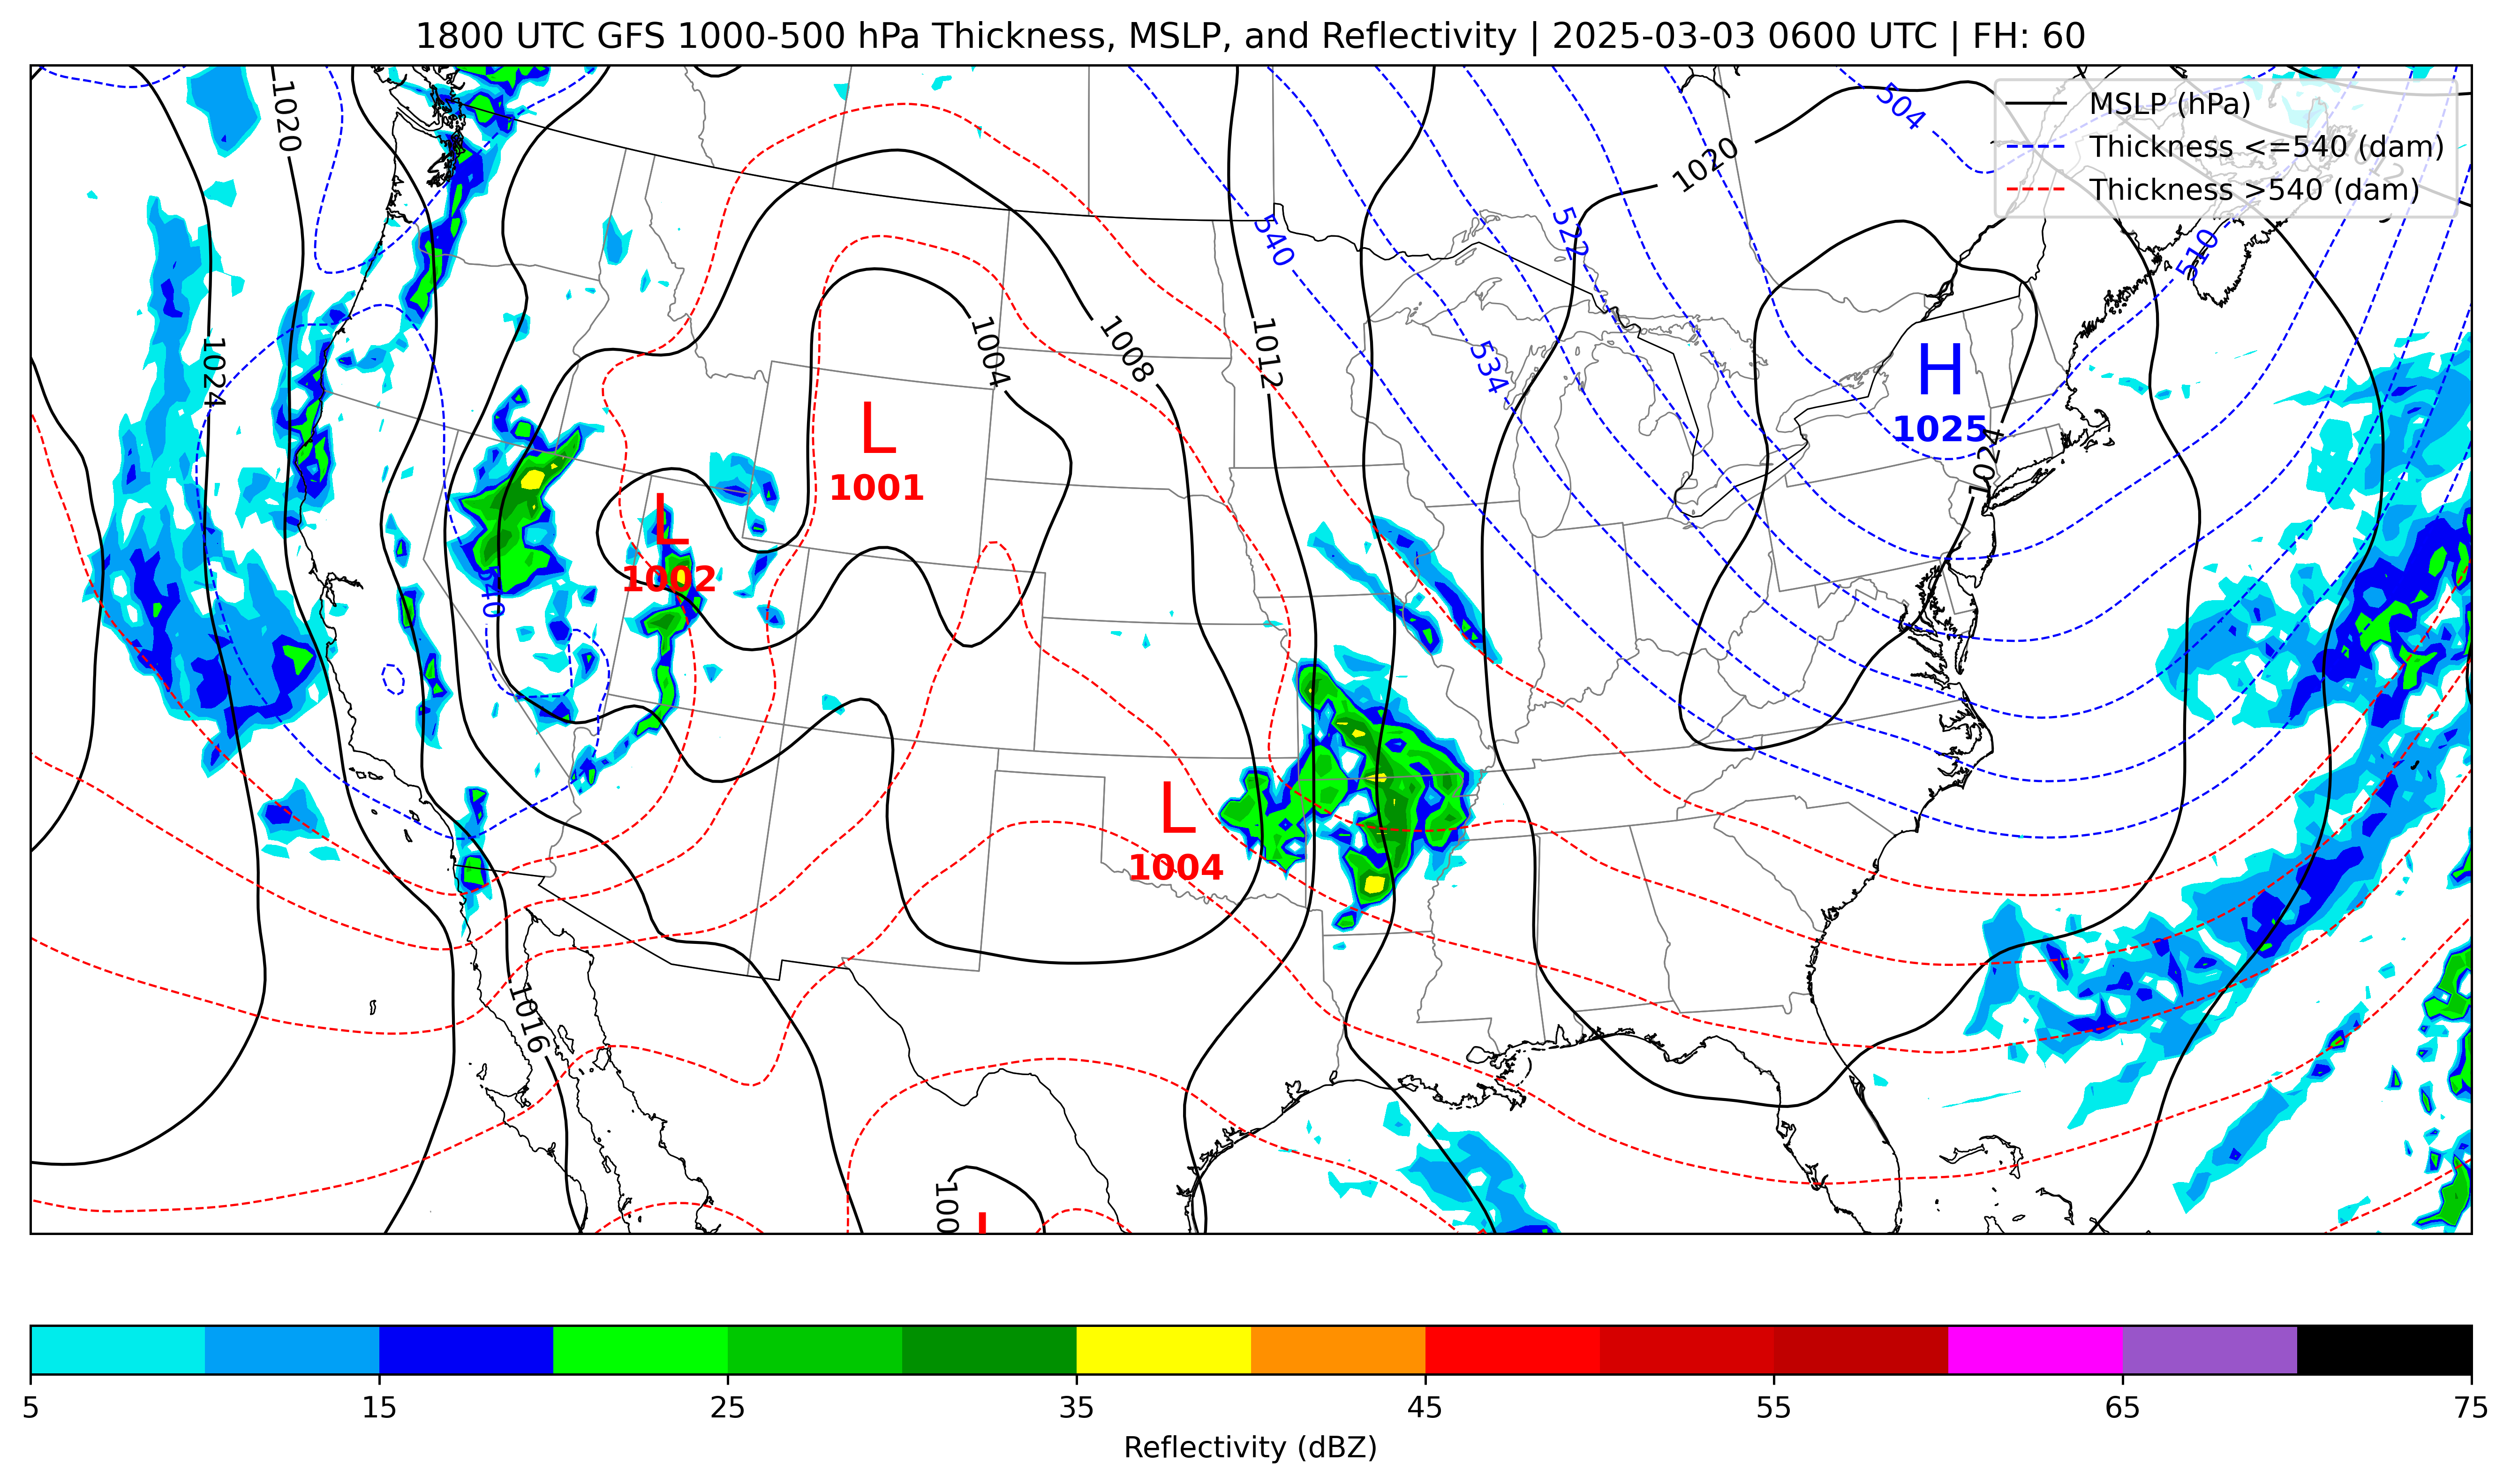 1800 UTC GFS 1000-500 hPa Thickness, MSLP, and Reflectivity | 2025-03-03 0600 UTC | FH: 60
MSLP (hPa)
Thickness <=540 (dam)
Thickness >540 (dam)
1020
504
1020
540
522
510
1024
1004
1008
1012
534
H
1025
1024
L
1001
L
1002
540
L
1004
1016
100
L
5
15
25
35
45
55
65
75
Reflectivity (dBZ)